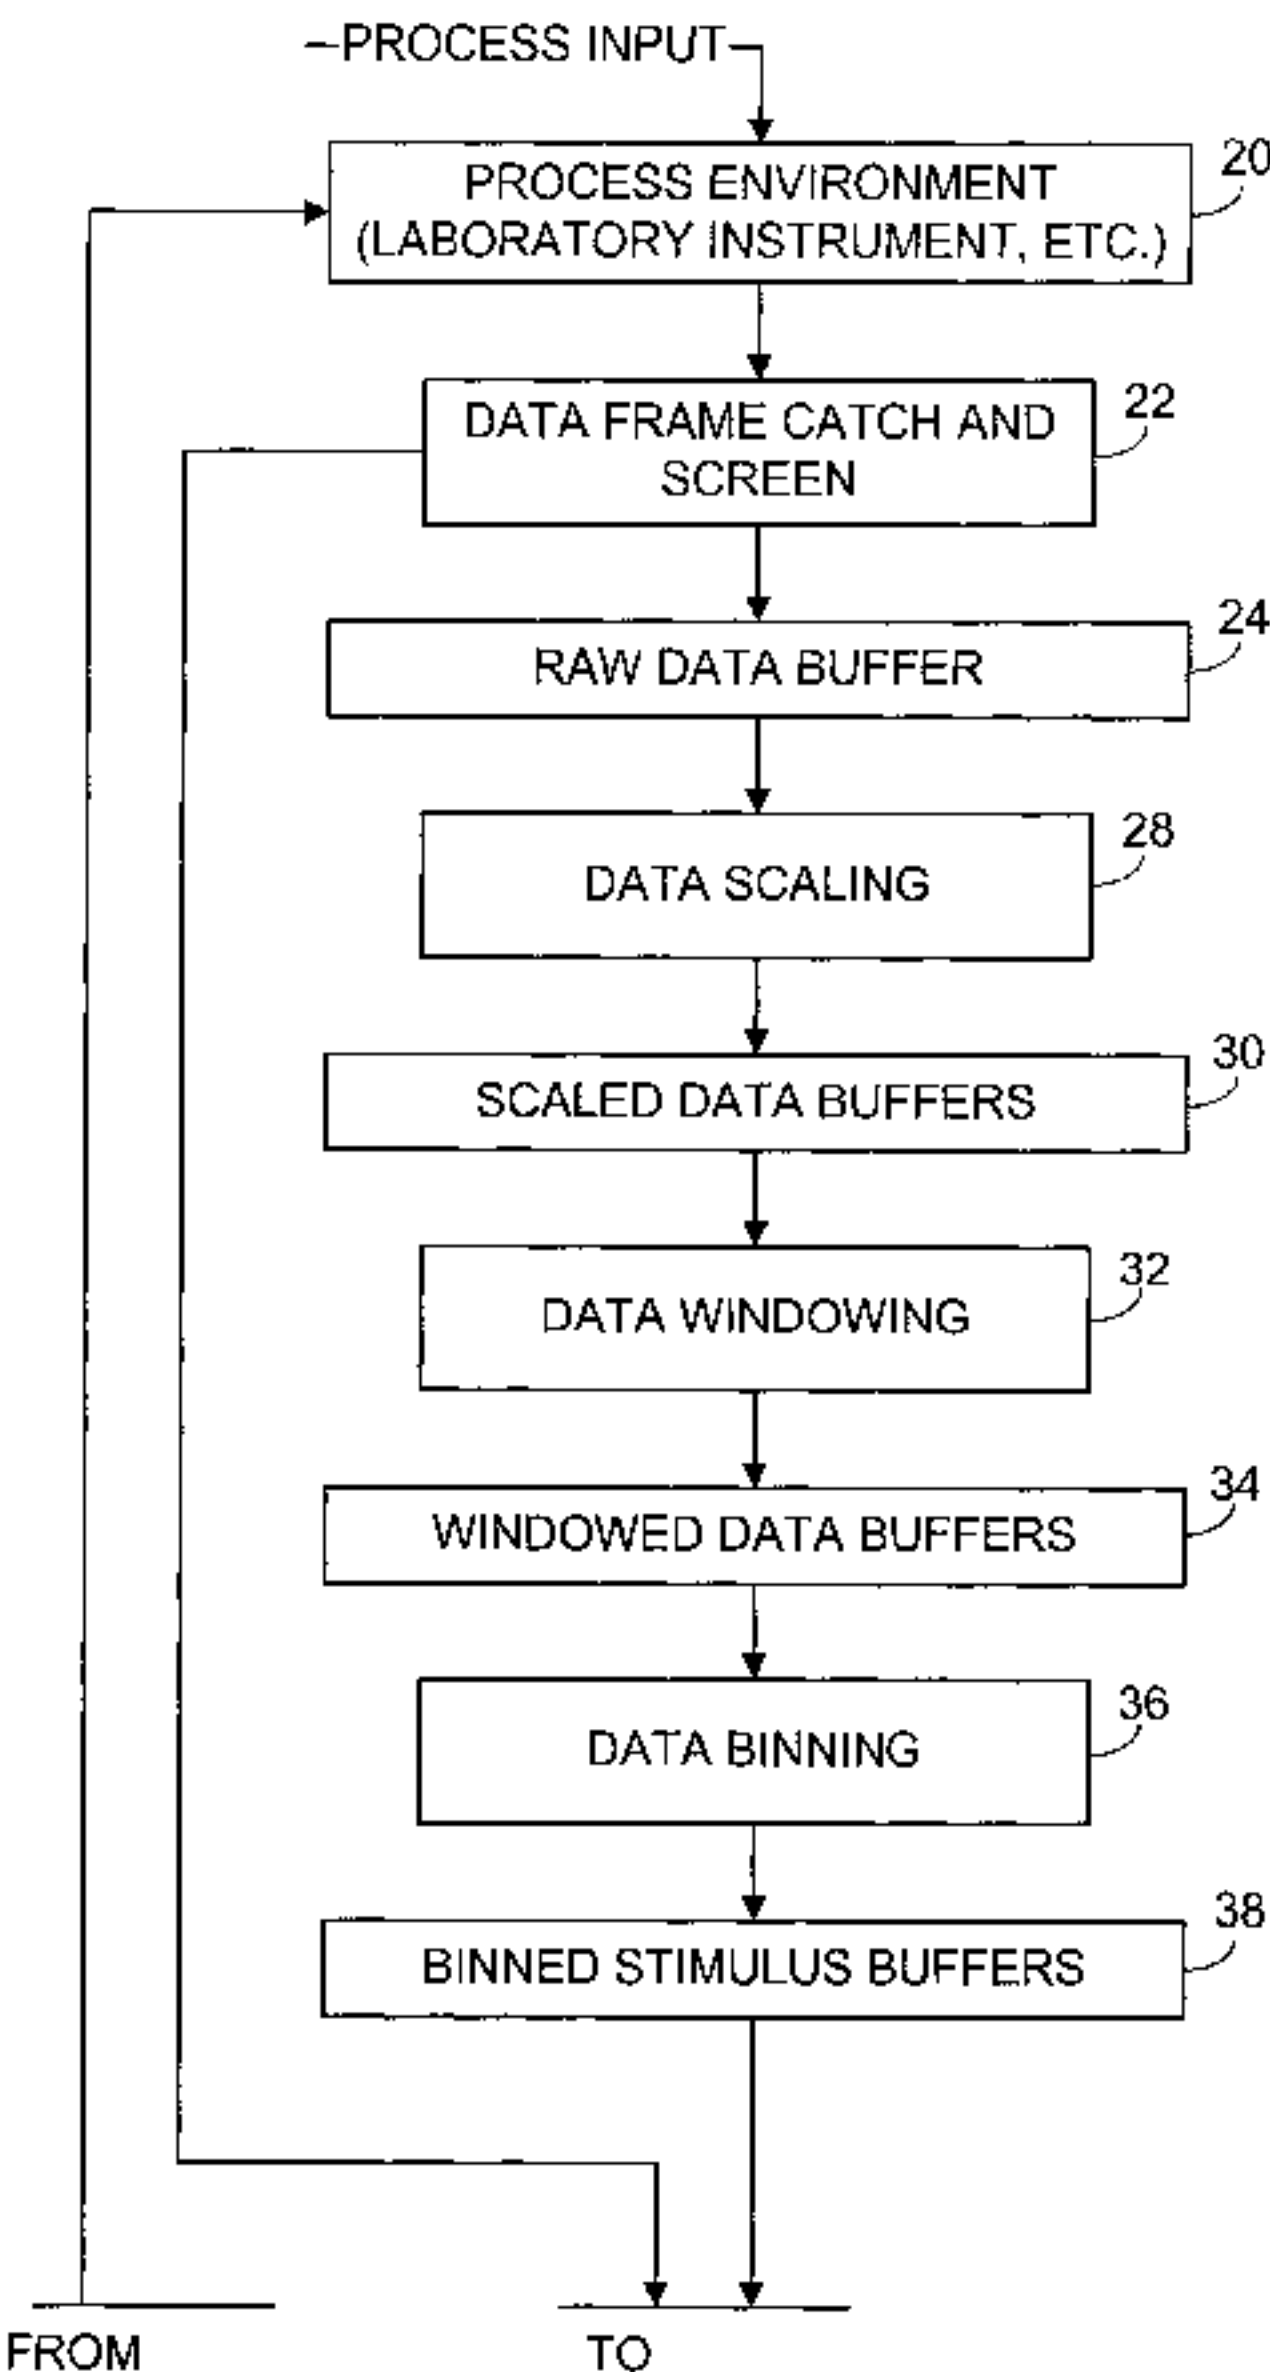 PROCESS INPUT
PROCESS ENVIRONMENT
(LABORATORY INSTRUMENT, ETC.)
20
DATA FRAME CATCH AND
SCREEN
22
RAW DATA BUFFER
24
DATA SCALING
28
SCALED DATA BUFFERS
30
DATA WINDOWING
32
WINDOWED DATA BUFFERS
34
DATA BINNING
36
BINNED STIMULUS BUFFERS
38
FROM
TO